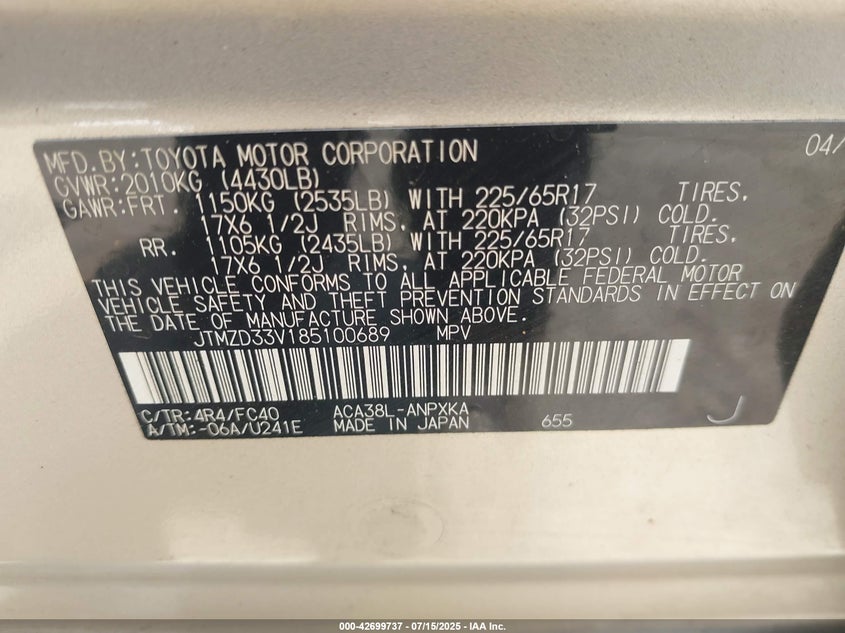 MFD. BY: TOYOTA MOTOR CORPORATION 04/
GVWR: 2010KG (4430LB)
GAWR: FRT. 1150KG (2535LB) WITH 225/65R17 TIRES,
17X6 1/2J RIMS, AT 220KPA (32PSI) COLD.
RR. 1105KG (2435LB) WITH 225/65R17 TIRES,
17X6 1/2J RIMS, AT 220KPA (32PSI) COLD.
THIS VEHICLE CONFORMS TO ALL APPLICABLE FEDERAL MOTOR
VEHICLE SAFETY AND THEFT PREVENTION STANDARDS IN EFFECT ON
THE DATE OF MANUFACTURE SHOWN ABOVE.
JTMZD33V185100689 MPV
C/TR: 4R4/FC40 ACA38L-ANPXKA
A/TM: -06A/U241E MADE IN JAPAN 655 J
000-42699737 - 07/15/2025 - IAA Inc.